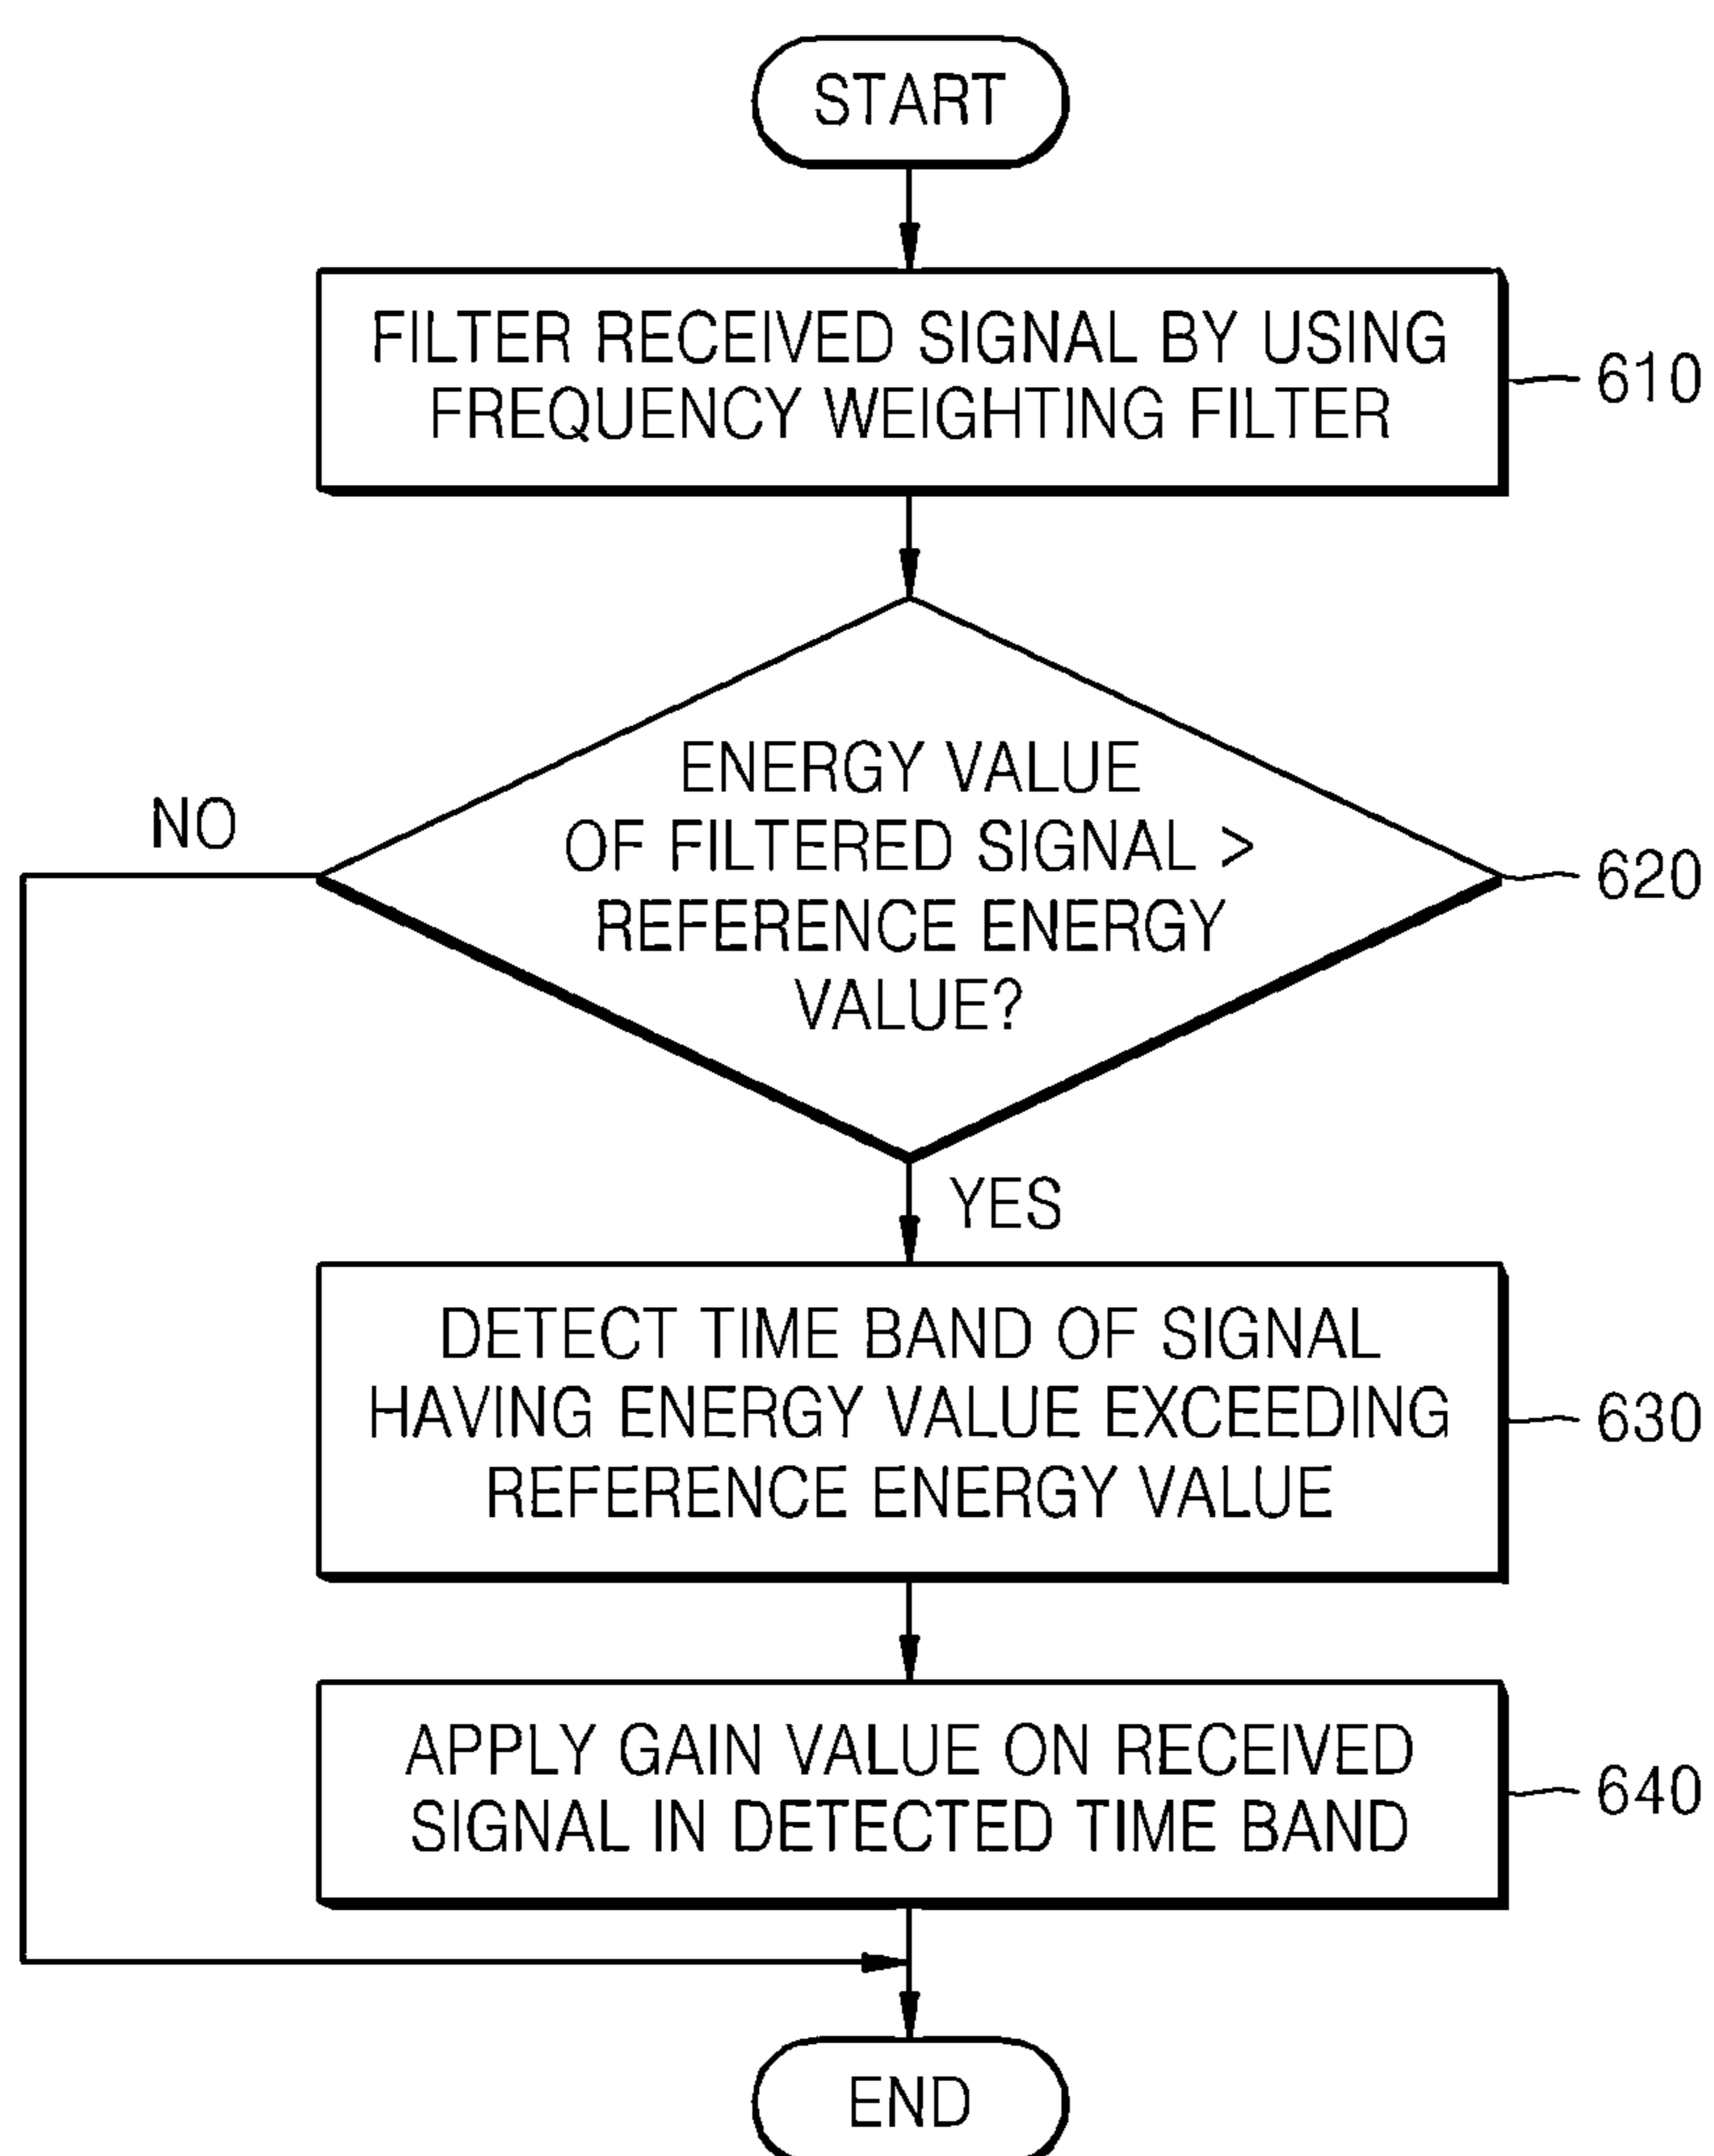 START
FILTER RECEIVED SIGNAL BY USING
FREQUENCY WEIGHTING FILTER
610
ENERGY VALUE
OF FILTERED SIGNAL >
REFERENCE ENERGY
VALUE?
NO
620
YES
DETECT TIME BAND OF SIGNAL
HAVING ENERGY VALUE EXCEEDING
REFERENCE ENERGY VALUE
630
APPLY GAIN VALUE ON RECEIVED
SIGNAL IN DETECTED TIME BAND
640
END